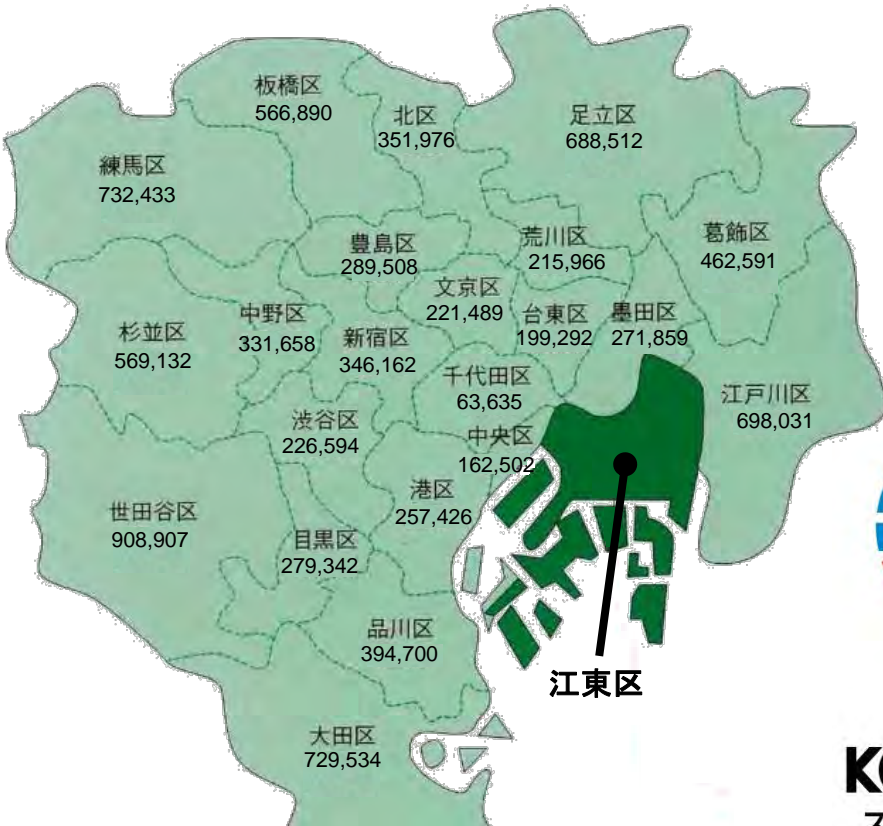 板橋区
566,890
北区
351,976
足立区
688,512
練馬区
732,433
豊島区
289,508
荒川区
215,966
葛飾区
462,591
文京区
221,489
台東区
199,292
墨田区
271,859
杉並区
569,132
中野区
331,658
新宿区
346,162
千代田区
63,635
江戸川区
698,031
渋谷区
226,594
中央区
162,502
港区
257,426
世田谷区
908,907
目黒区
279,342
品川区
394,700
江東区
大田区
729,534